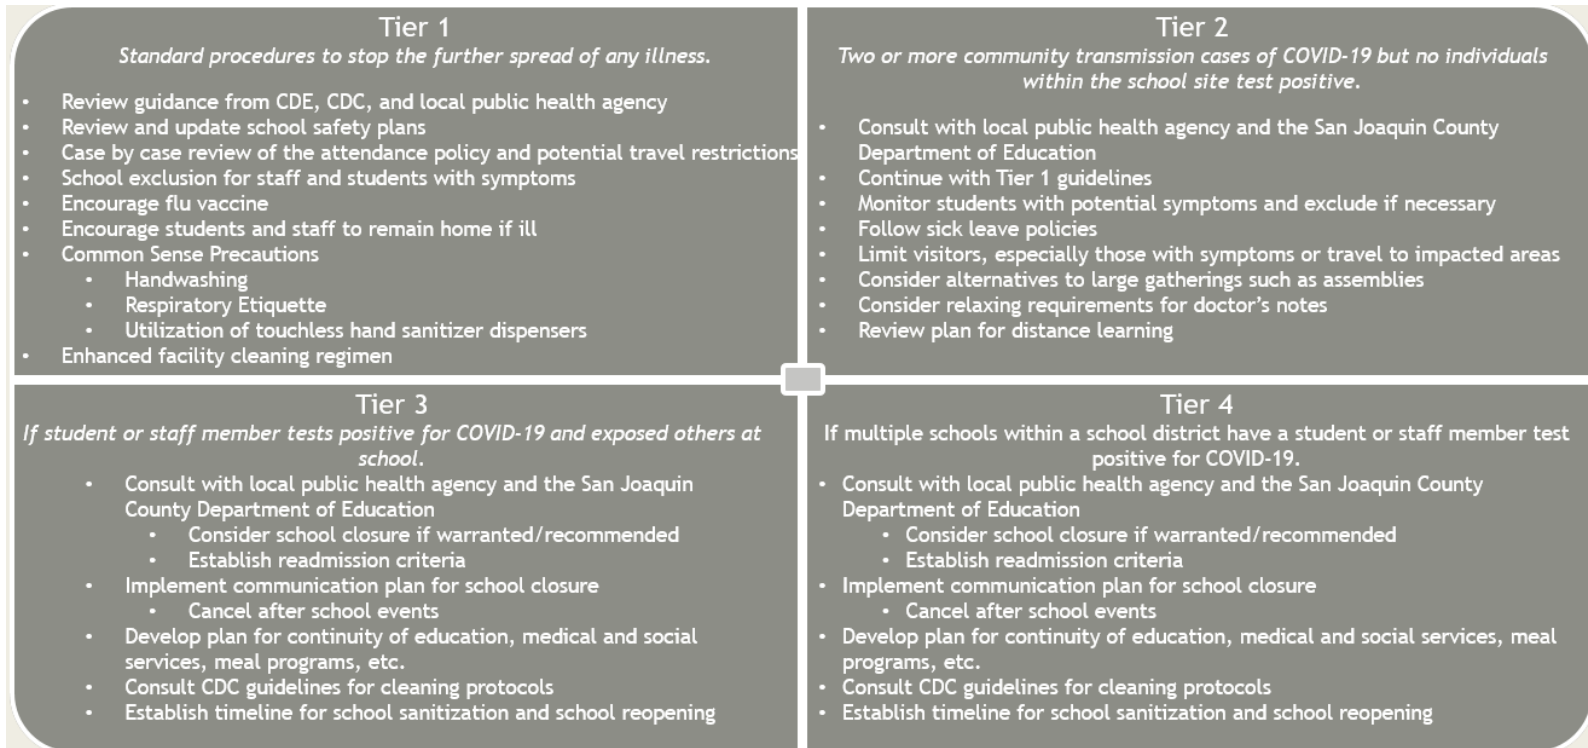 Tier 1
Standard procedures to stop the further spread of any illness.
• Review guidance from CDE, CDC, and local public health agency
• Review and update school safety plans
• Case by case review of the attendance policy and potential travel restrictions
• School exclusion for staff and students with symptoms
• Encourage flu vaccine
• Encourage students and staff to remain home if ill
• Common Sense Precautions
• Handwashing
• Respiratory Etiquette
• Utilization of touchless hand sanitizer dispensers
• Enhanced facility cleaning regimen
Tier 2
Two or more community transmission cases of COVID-19 but no individuals
within the school site test positive.
• Consult with local public health agency and the San Joaquin County
Department of Education
• Continue with Tier 1 guidelines
• Monitor students with potential symptoms and exclude if necessary
• Follow sick leave policies
• Limit visitors, especially those with symptoms or travel to impacted areas
• Consider alternatives to large gatherings such as assemblies
• Consider relaxing requirements for doctor's notes
• Review plan for distance learning
Tier 3
If student or staff member tests positive for COVID-19 and exposed others at
school.
• Consult with local public health agency and the San Joaquin
County Department of Education
• Consider school closure if warranted/recommended
• Establish readmission criteria
• Implement communication plan for school closure
• Cancel after school events
• Develop plan for continuity of education, medical and social
services, meal programs, etc.
• Consult CDC guidelines for cleaning protocols
• Establish timeline for school sanitization and school reopening
Tier 4
If multiple schools within a school district have a student or staff member test
positive for COVID-19.
• Consult with local public health agency and the San Joaquin County
Department of Education
• Consider school closure if warranted/recommended
• Establish readmission criteria
• Implement communication plan for school closure
• Cancel after school events
• Develop plan for continuity of education, medical and social services, meal
programs, etc.
• Consult CDC guidelines for cleaning protocols
• Establish timeline for school sanitization and school reopening